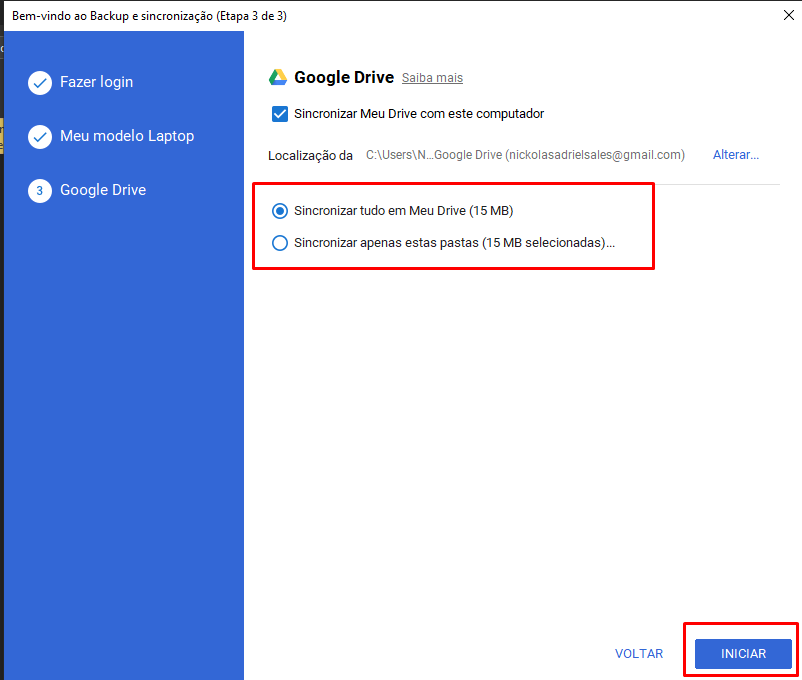 Bem-vindo ao Backup e sincronização (Etapa 3 de 3)
Fazer login
Meu modelo Laptop
3 Google Drive
Google Drive Saiba mais
Sincronizar Meu Drive com este computador
Localização da C:\Users\N...Google Drive (nickolasadrielsales@gmail.com) Alterar...
Sincronizar tudo em Meu Drive (15 MB)
Sincronizar apenas estas pastas (15 MB selecionadas)...
VOLTAR INICIAR